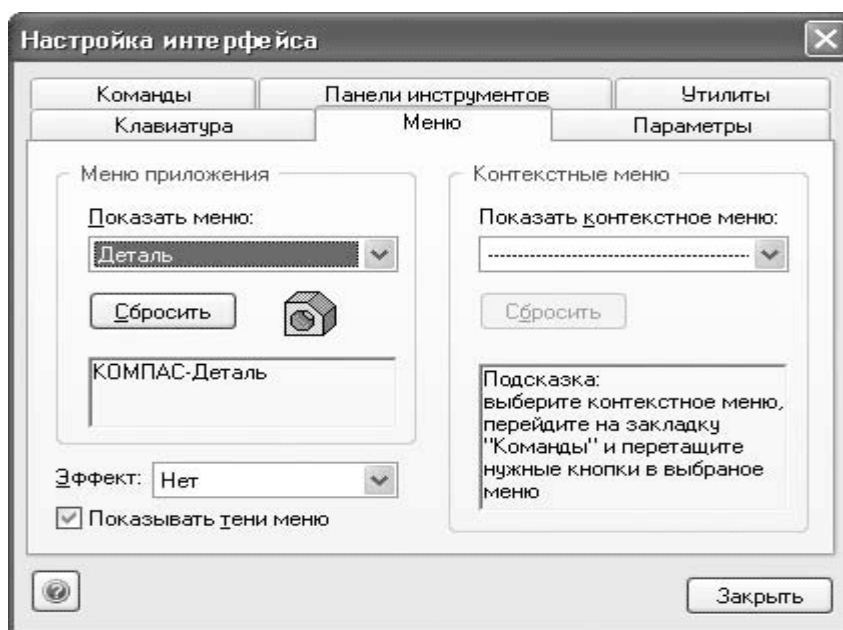 Настройка интерфейса
Команды Панели инструментов Утилиты
Клавиатура Меню Параметры
Меню приложения
Показать меню:
Деталь
Сбросить
КОМПАС-Деталь
Эффект: Нет
Показывать тени меню
Контекстные меню
Показать контекстное меню:
----------------------------------------
Сбросить
Подсказка:
выберите контекстное меню,
перейдите на закладку
"Команды" и перетащите
нужные кнопки в выбраное
меню
Закрыть